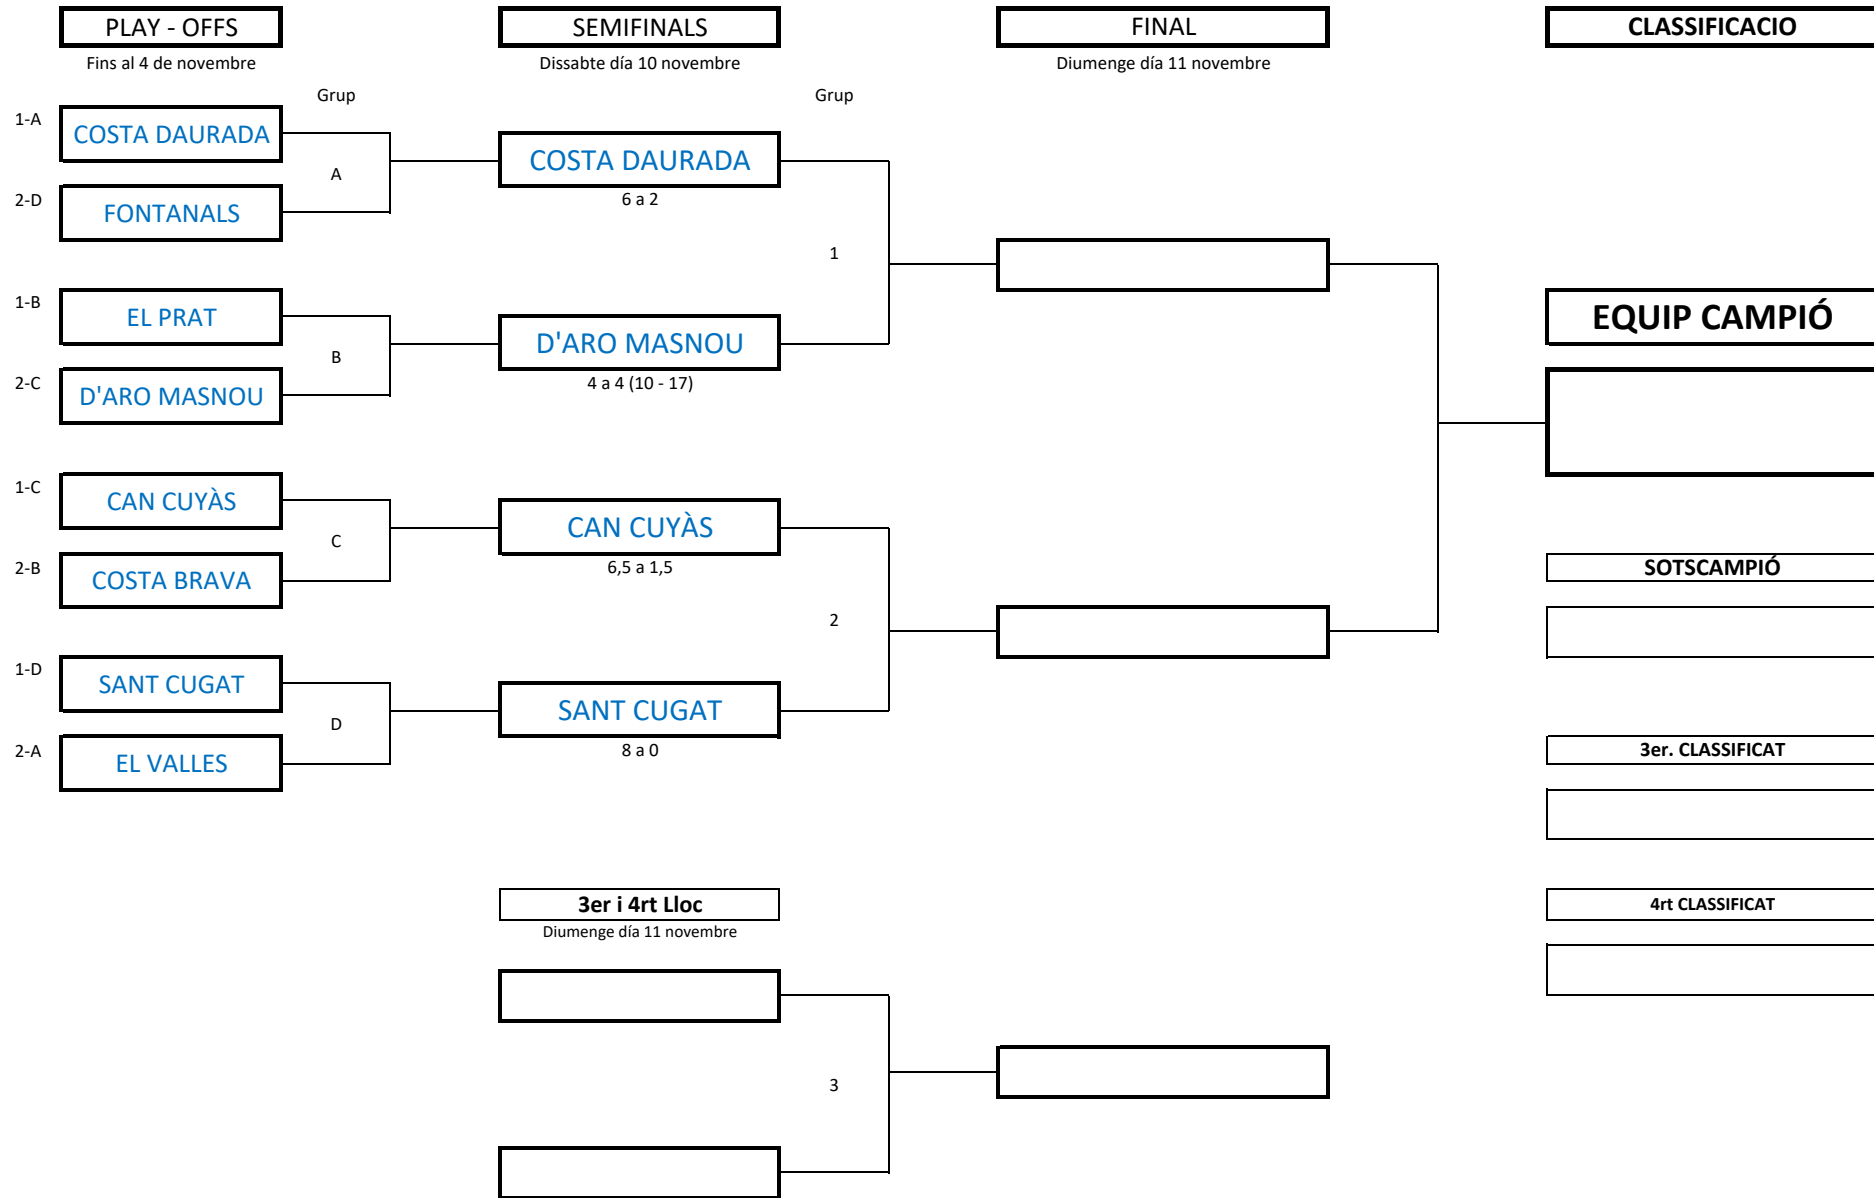 PLAY - OFFS
SEMIFINALS
FINAL
CLASSIFICACIO
Fins al 4 de novembre
Dissabte día 10 novembre
Diumenge día 11 novembre
Grup
Grup
1-A
COSTA DAURADA
A
COSTA DAURADA
6 a 2
2-D
FONTANALS
1
1-B
EL PRAT
B
D'ARO MASNOU
4 a 4 (10 - 17)
2-C
D'ARO MASNOU
EQUIP CAMPIÓ
1-C
CAN CUYÀS
C
CAN CUYÀS
6,5 a 1,5
2-B
COSTA BRAVA
SOTSCAMPIÓ
2
1-D
SANT CUGAT
D
SANT CUGAT
8 a 0
2-A
EL VALLES
3er. CLASSIFICAT
3er i 4rt Lloc
Diumenge día 11 novembre
4rt CLASSIFICAT
3